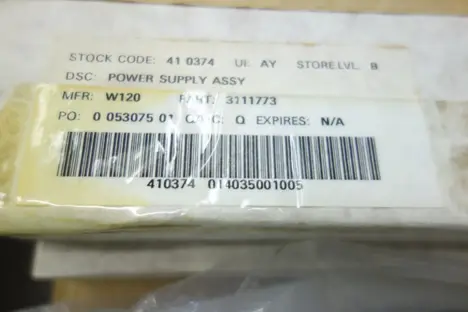 STOCK CODE: 41 0374 UI: AY STORE LVL: B
DSC: POWER SUPPLY ASSY
MFR: W120 PART: 3111773
PO: 0 053075 01 C: Q EXPIRES: N/A
410374 014035001005